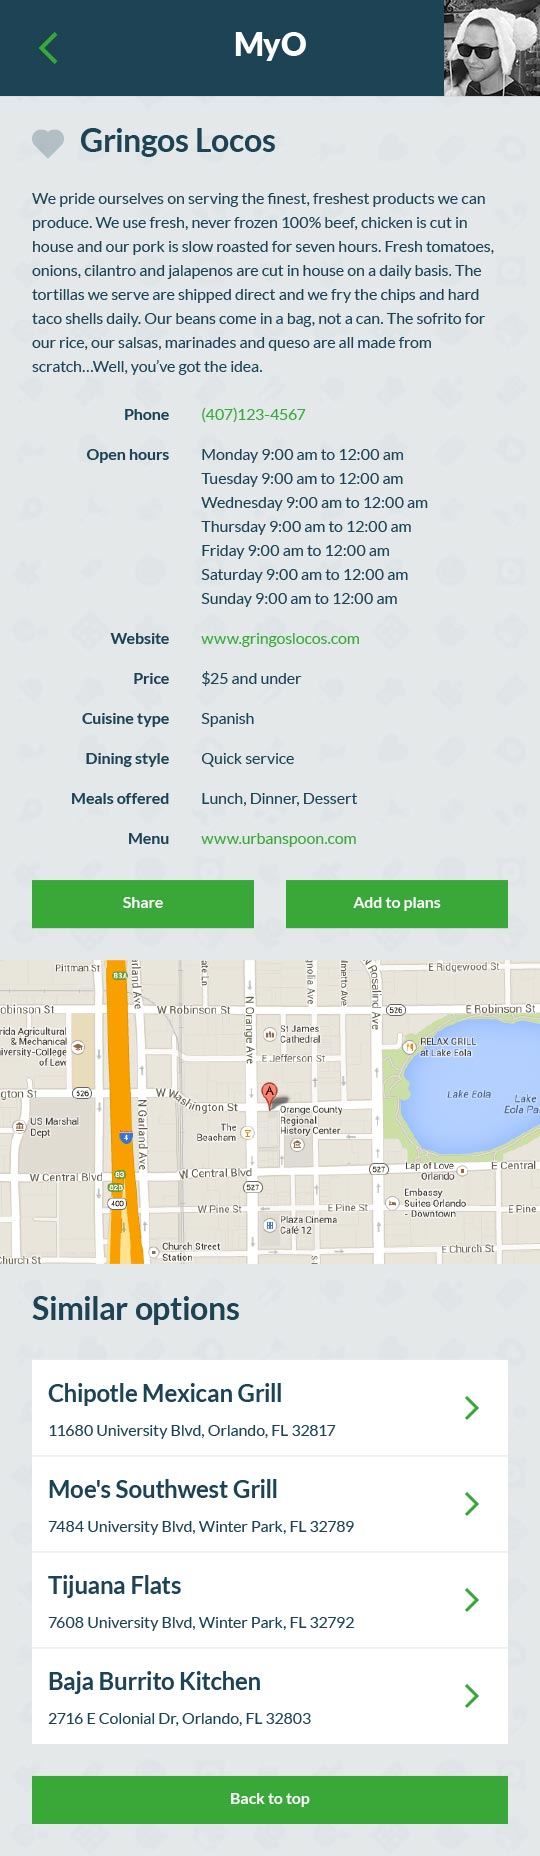 MyO
Gringos Locos
We pride ourselves on serving the finest, freshest products we can
produce. We use fresh, never frozen 100% beef, chicken is cut in
house and our pork is slow roasted for seven hours. Fresh tomatoes,
onions, cilantro and jalapenos are cut in house on a daily basis. The
tortillas we serve are shipped direct and we fry the chips and hard
taco shells daily. Our beans come in a bag, not a can. The sofrito for
our rice, our salsas, marinades and queso are all made from
scratch...Well, you've got the idea.
Phone (407)123-4567
Open hours Monday 9:00 am to 12:00 am
Tuesday 9:00 am to 12:00 am
Wednesday 9:00 am to 12:00 am
Thursday 9:00 am to 12:00 am
Friday 9:00 am to 12:00 am
Saturday 9:00 am to 12:00 am
Sunday 9:00 am to 12:00 am
Website www.gringoslocos.com
Price $25 and under
Cuisine type Spanish
Dining style Quick service
Meals offered Lunch, Dinner, Dessert
Menu www.urbanspoon.com
Share Add to plans
Pittman St
83A
rland Ave
ate Ln
N Orange Ave
gnolia Ave
lmetto Ave
N Rosalind Ave
E Ridgewood St
obinson St
W Robinson St
526
E Robinson St
rida Agricultural
& Mechanical
iversity-College
of Law
St James
Cathedral
RELAX GRILL
at Lake Eola
E Jefferson St
gton St
526
W Washington St
A
Lake Eola
Lake
Eola Pa
US Marshal
Dept
N Garland Ave
4
The
Beacham
Orange County
Regional
History Center
W Central Blvd
83
82B
W Central Blvd
527
527
Lap of Love
Orlando
E Central
400
W Pine St
E Pine St
Embassy
Suites Orlando
- Downtown
E Pine
Plaza Cinema
Café 12
Church St
Church Street
Station
E Church St
Similar options
Chipotle Mexican Grill
11680 University Blvd, Orlando, FL 32817
Moe's Southwest Grill
7484 University Blvd, Winter Park, FL 32789
Tijuana Flats
7608 University Blvd, Winter Park, FL 32792
Baja Burrito Kitchen
2716 E Colonial Dr, Orlando, FL 32803
Back to top